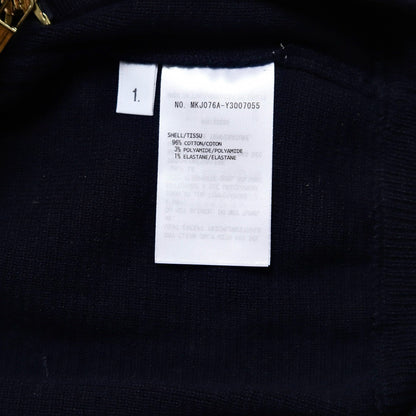 1.
NO. MKJ076A-Y3007055
SHELL/TISSU
96% COTTON/COTON
3% POLYAMIDE/POLYAMIDE
1% ELASTANE/ELASTANE